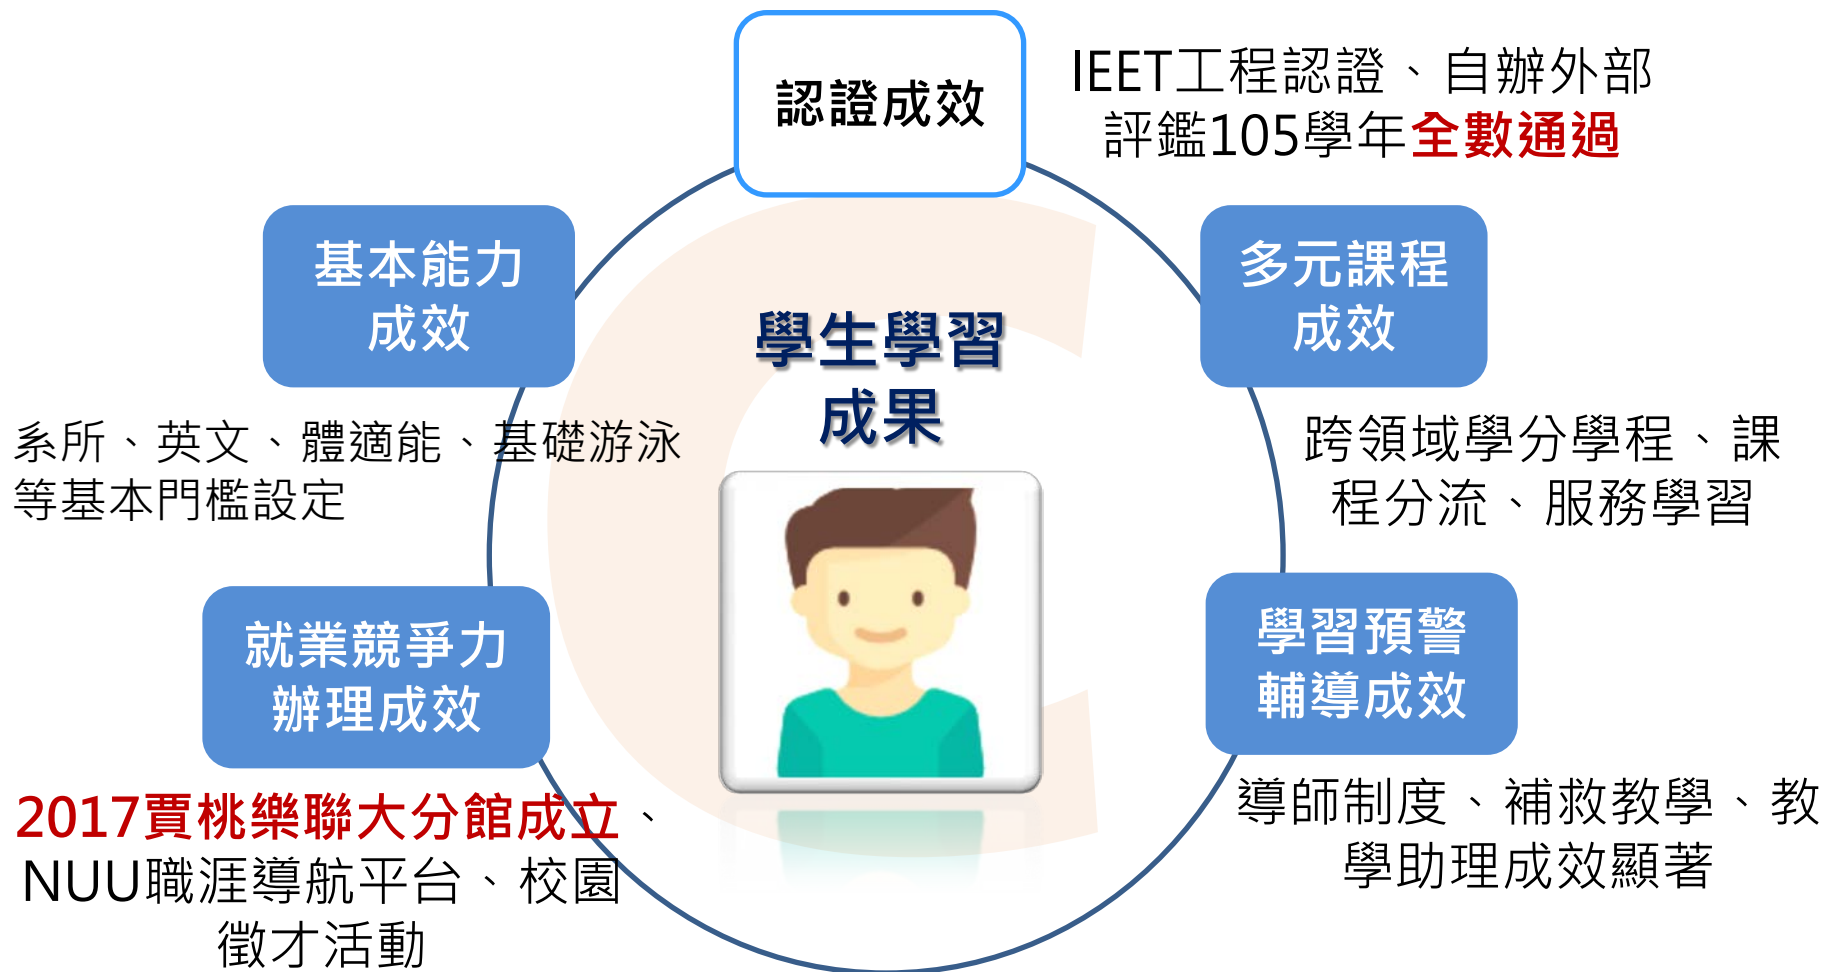 認證成效
IEET工程認證、自辦外部
評鑑105學年全數通過
基本能力
成效
系所、英文、體適能、基礎游泳
等基本門檻設定
學生學習
成果
多元課程
成效
跨領域學分學程、課
程分流、服務學習
就業競爭力
辦理成效
2017賈桃樂聯大分館成立、
NUU職涯導航平台、校園
徵才活動
學習預警
輔導成效
導師制度、補救教學、教
學助理成效顯著